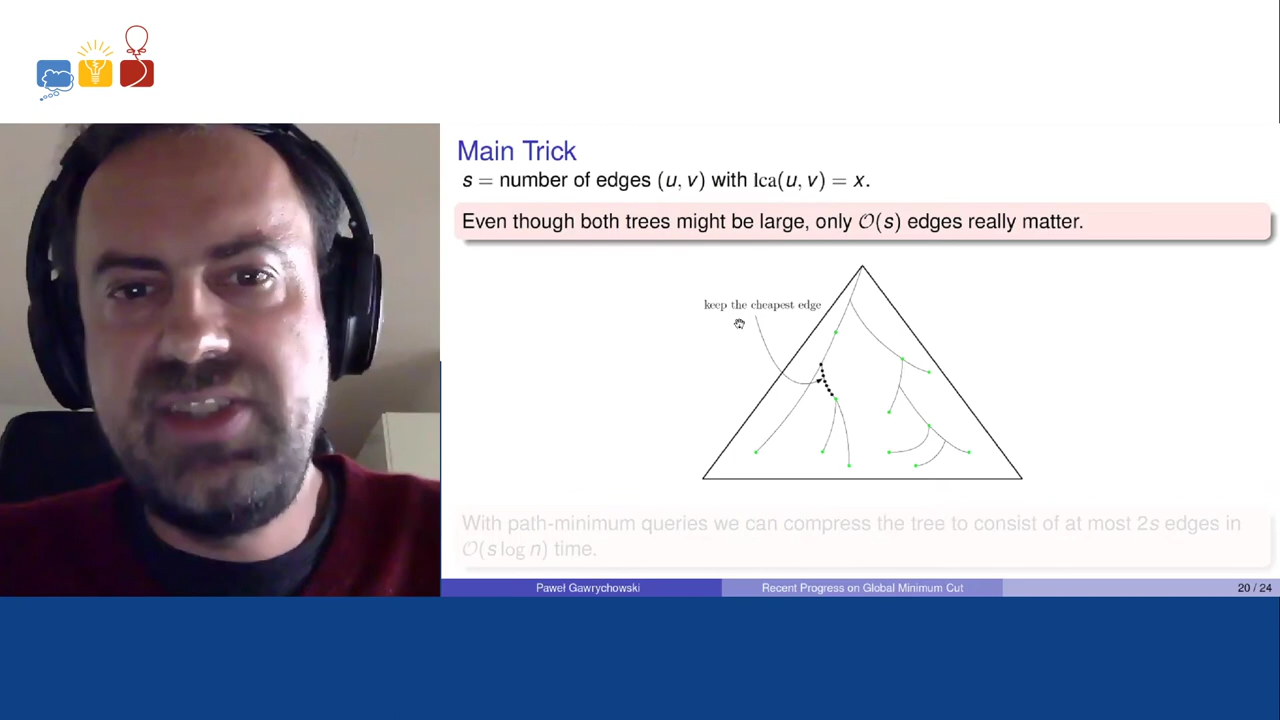 Main Trick
s = number of edges (u, v) with lca(u, v) = x.
Even though both trees might be large, only 𝒪(s) edges really matter.
keep the cheapest edge
With path-minimum queries we can compress the tree to consist of at most 2s edges in
𝒪(s log n) time.
Paweł Gawrychowski
Recent Progress on Global Minimum Cut
20 / 24